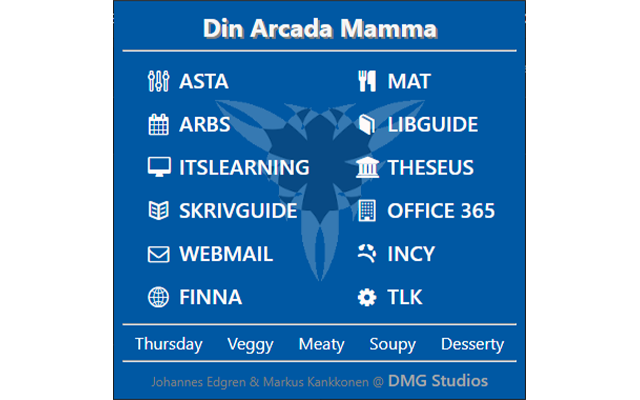 Din Arcada Mamma
ASTA MAT
ARBS LIBGUIDE
ITSLEARNING THESEUS
SKRIVGUIDE OFFICE 365
WEBMAIL INCY
FINNA TLK
Thursday Veggy Meaty Soupy Desserty
Johannes Edgren & Markus Kankkonen @ DMG Studios